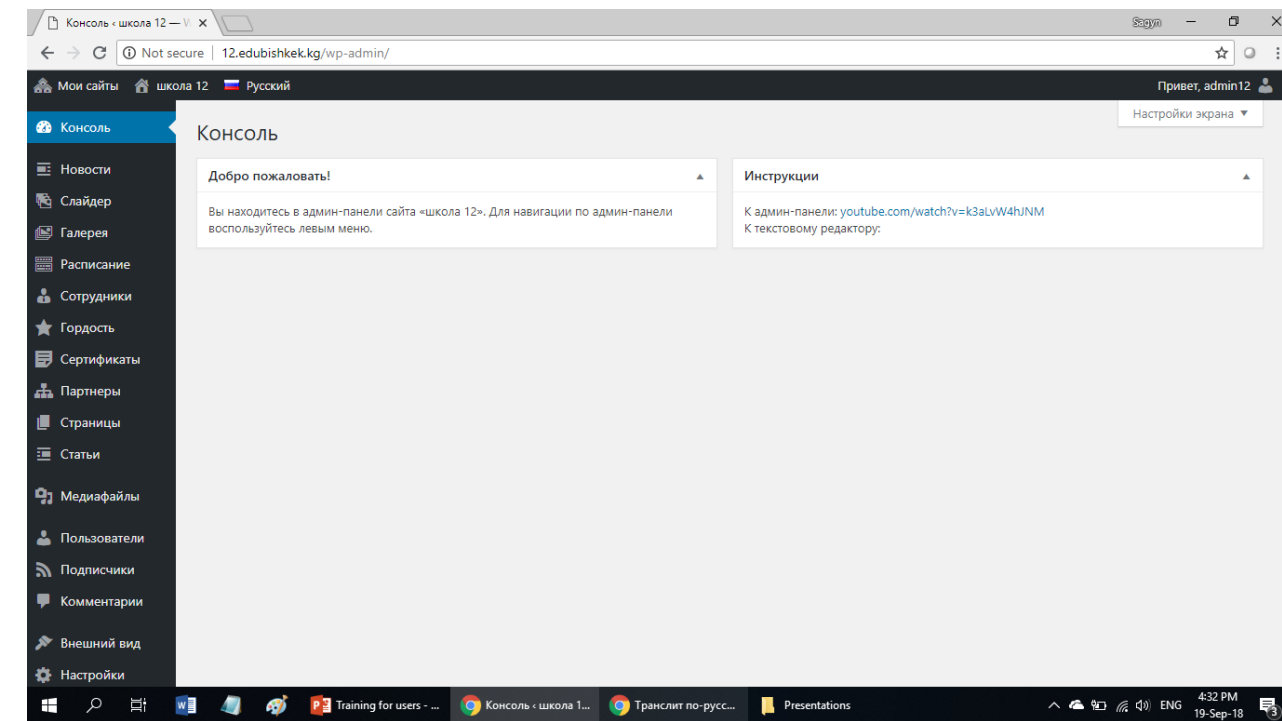 Консоль ‹ школа 12 — W
Sagyn
Not secure | 12.edubishkek.kg/wp-admin/
Мои сайты школа 12 Русский Привет, admin12
Настройки экрана ▼
Консоль
Новости
Слайдер
Галерея
Расписание
Сотрудники
Гордость
Сертификаты
Партнеры
Страницы
Статьи
Медиафайлы
Пользователи
Подписчики
Комментарии
Внешний вид
Настройки
Консоль
Добро пожаловать!
Вы находитесь в админ-панели сайта «школа 12». Для навигации по админ-панели
воспользуйтесь левым меню.
Инструкции
К админ-панели: youtube.com/watch?v=k3aLvW4hJNM
К текстовому редактору:
Training for users - ... Консоль ‹ школа 1... Транслит по-русс... Presentations ENG
4:32 PM
19-Sep-18
3